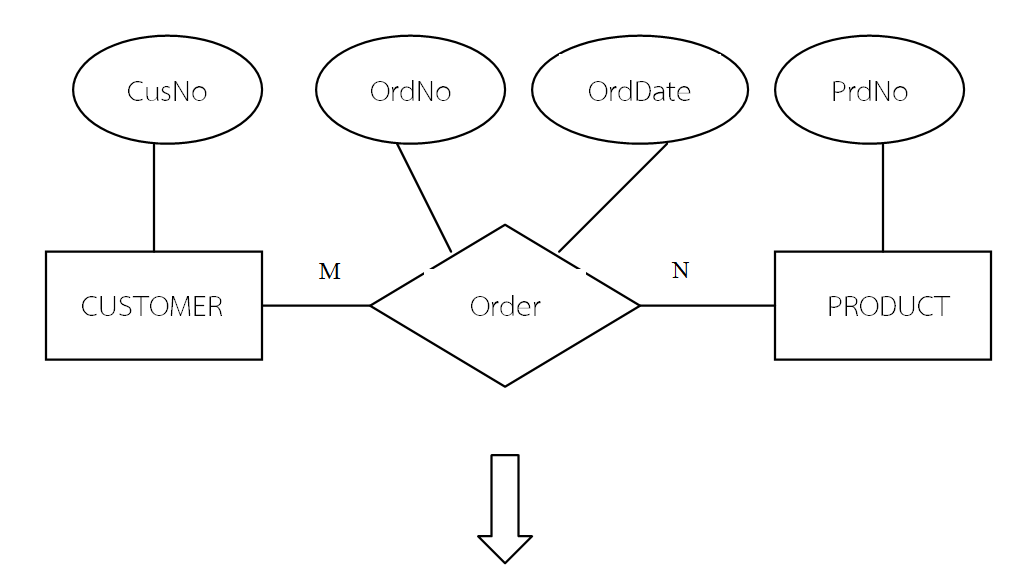 CusNo
OrdNo
OrdDate
PrdNo
M
N
CUSTOMER
Order
PRODUCT